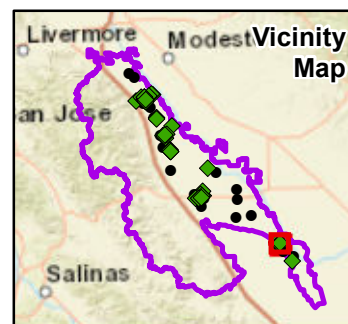 Livermore
Modest
Vicinity
Map
an Jose
Salinas